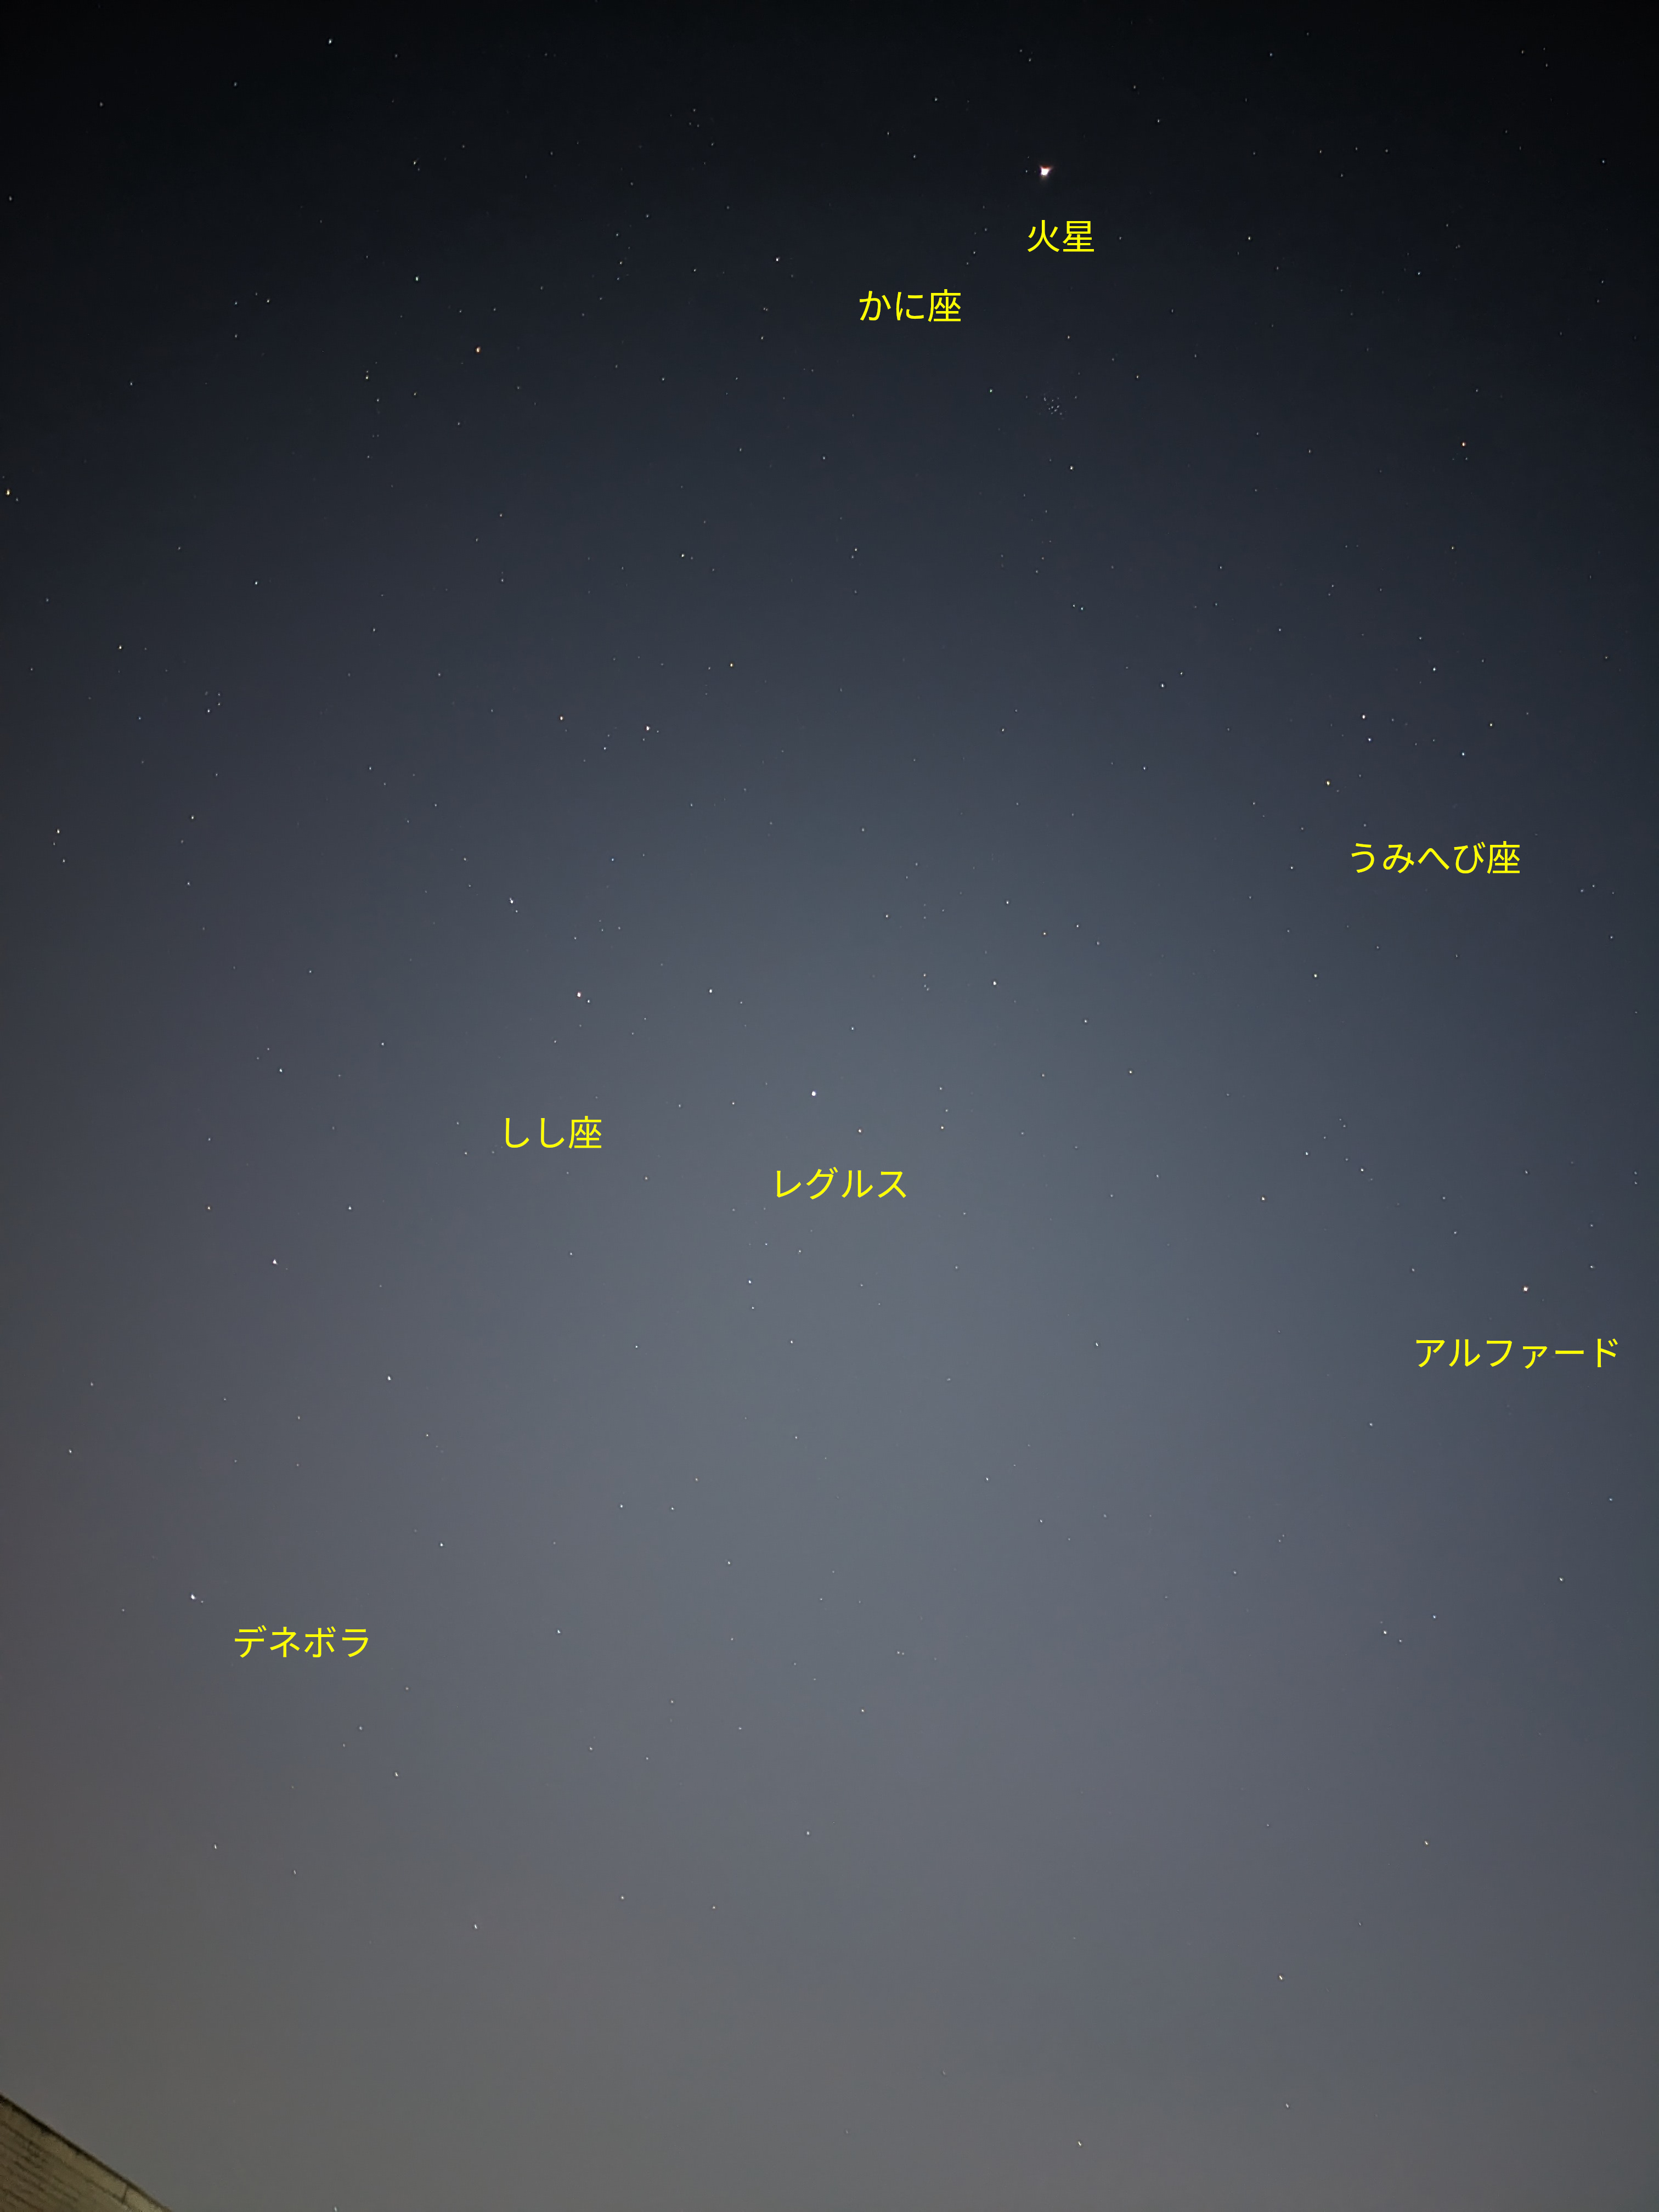 火星
かに座
うみへび座
しし座
レグルス
アルファード
デネボラ